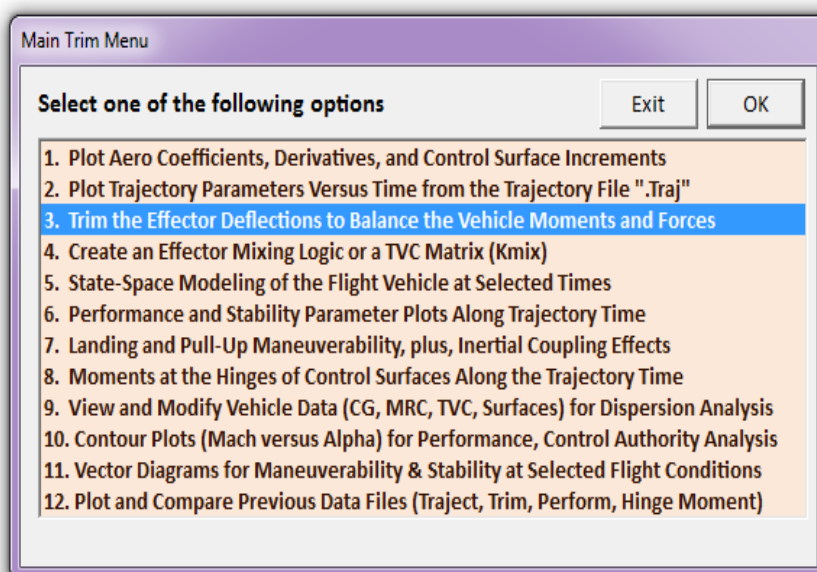 Main Trim Menu
Select one of the following options
Exit
OK
1. Plot Aero Coefficients, Derivatives, and Control Surface Increments
2. Plot Trajectory Parameters Versus Time from the Trajectory File ".Traj"
3. Trim the Effector Deflections to Balance the Vehicle Moments and Forces
4. Create an Effector Mixing Logic or a TVC Matrix (Kmix)
5. State-Space Modeling of the Flight Vehicle at Selected Times
6. Performance and Stability Parameter Plots Along Trajectory Time
7. Landing and Pull-Up Maneuverability, plus, Inertial Coupling Effects
8. Moments at the Hinges of Control Surfaces Along the Trajectory Time
9. View and Modify Vehicle Data (CG, MRC, TVC, Surfaces) for Dispersion Analysis
10. Contour Plots (Mach versus Alpha) for Performance, Control Authority Analysis
11. Vector Diagrams for Maneuverability & Stability at Selected Flight Conditions
12. Plot and Compare Previous Data Files (Traject, Trim, Perform, Hinge Moment)